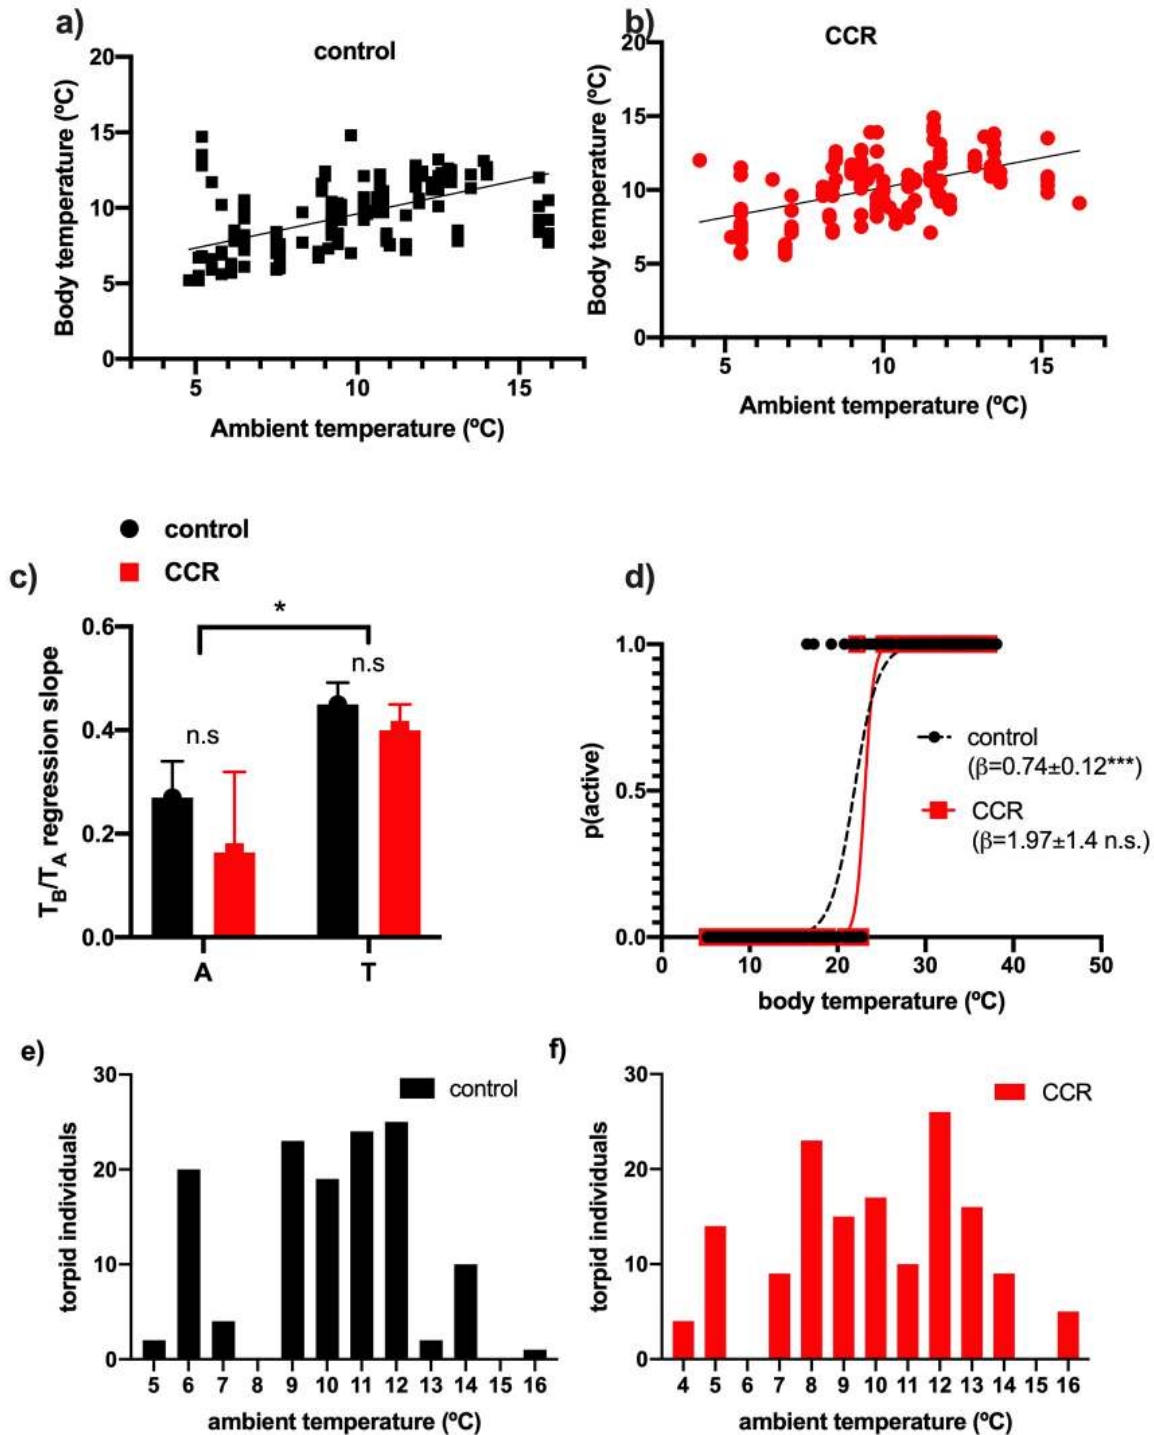 a)
control
20
15
10
5
0
Body temperature (ºC)
5 10 15
Ambient temperature (ºC)
b)
CCR
20
15
10
5
0
Body temperature (ºC)
5 10 15
Ambient temperature (ºC)
c)
control
CCR
*
n.s
n.s
0.6
0.4
0.2
0.0
TB/TA regression slope
A T
d)
1.0
0.5
0.0
p(active)
control
(β=0.74±0.12***)
CCR
(β=1.97±1.4 n.s.)
0 10 20 30 40 50
body temperature (ºC)
e)
control
30
20
10
0
torpid individuals
5 6 7 8 9 10 11 12 13 14 15 16
ambient temperature (ºC)
f)
CCR
30
20
10
0
torpid individuals
4 5 6 7 8 9 10 11 12 13 14 15 16
ambient temperature (ºC)